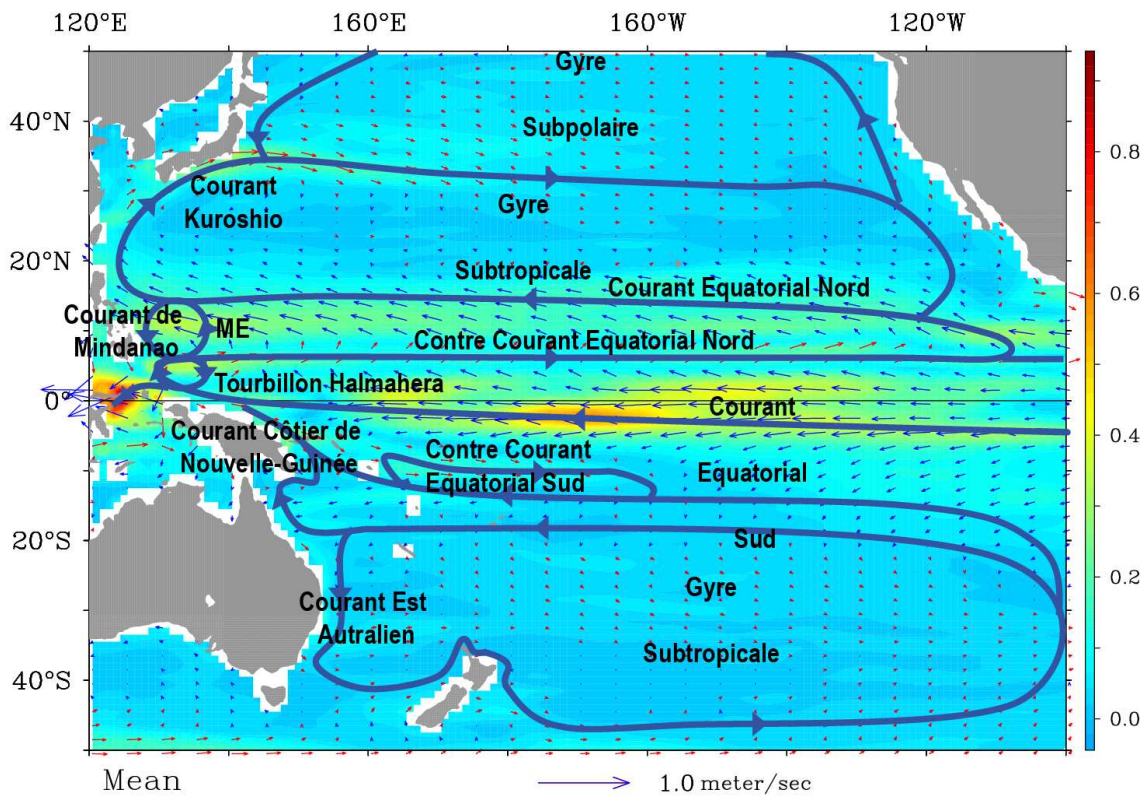 120°E 160°E 160°W 120°W
Gyre
Subpolaire
40°N
Courant
Kuroshio
Gyre
20°N
Subtropicale
Courant Equatorial Nord
Courant de
Mindanao
ME
Contre Courant Equatorial Nord
Tourbillon Halmahera
0°
Courant
Courant Côtier de
Nouvelle-Guinée
Contre Courant
Equatorial Sud
Equatorial
20°S
Sud
Gyre
Courant Est
Autralien
Subtropicale
40°S
0.8
0.6
0.4
0.2
0.0
Mean
1.0 meter/sec